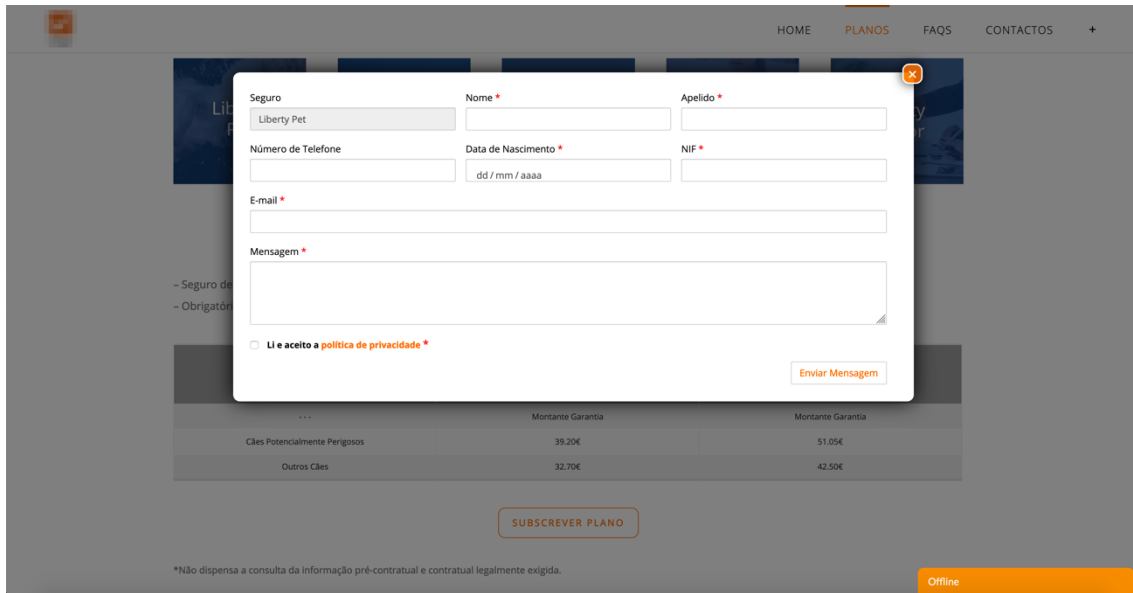 HOME PLANOS FAQS CONTACTOS +
Lib
y
r
×
Seguro Nome * Apelido *
Liberty Pet
Número de Telefone Data de Nascimento * NIF *
dd / mm / aaaa
E-mail *
Mensagem *
– Seguro de
– Obrigatóri
Li e aceito a política de privacidade *
Enviar Mensagem
- - - Montante Garantia Montante Garantia
Cães Potencialmente Perigosos 39.20€ 51.05€
Outros Cães 32.70€ 42.50€
SUBSCREVER PLANO
*Não dispensa a consulta da informação pré-contratual e contratual legalmente exigida.
Offline